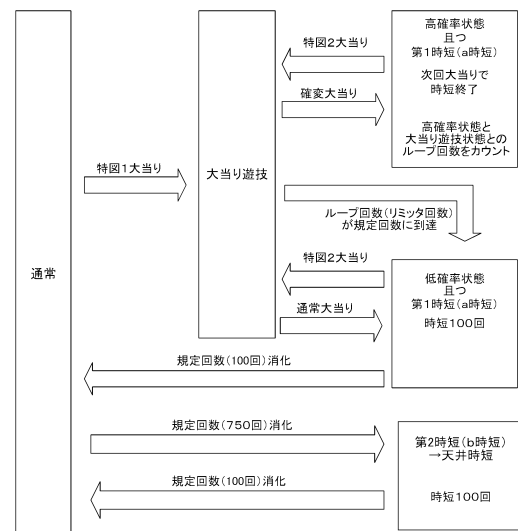 高確率状態
且つ
第1時短(a時短)
次回大当りで
時短終了
高確率状態と
大当り遊技状態との
ループ回数をカウント
特図2大当り
確変大当り
特図1大当り
大当り遊技
ループ回数(リミッタ回数)
が規定回数に到達
通常
特図2大当り
通常大当り
低確率状態
且つ
第1時短(a時短)
時短100回
規定回数(100回)消化
規定回数(750回)消化
第2時短(b時短)
→天井時短
規定回数(100回)消化
時短100回